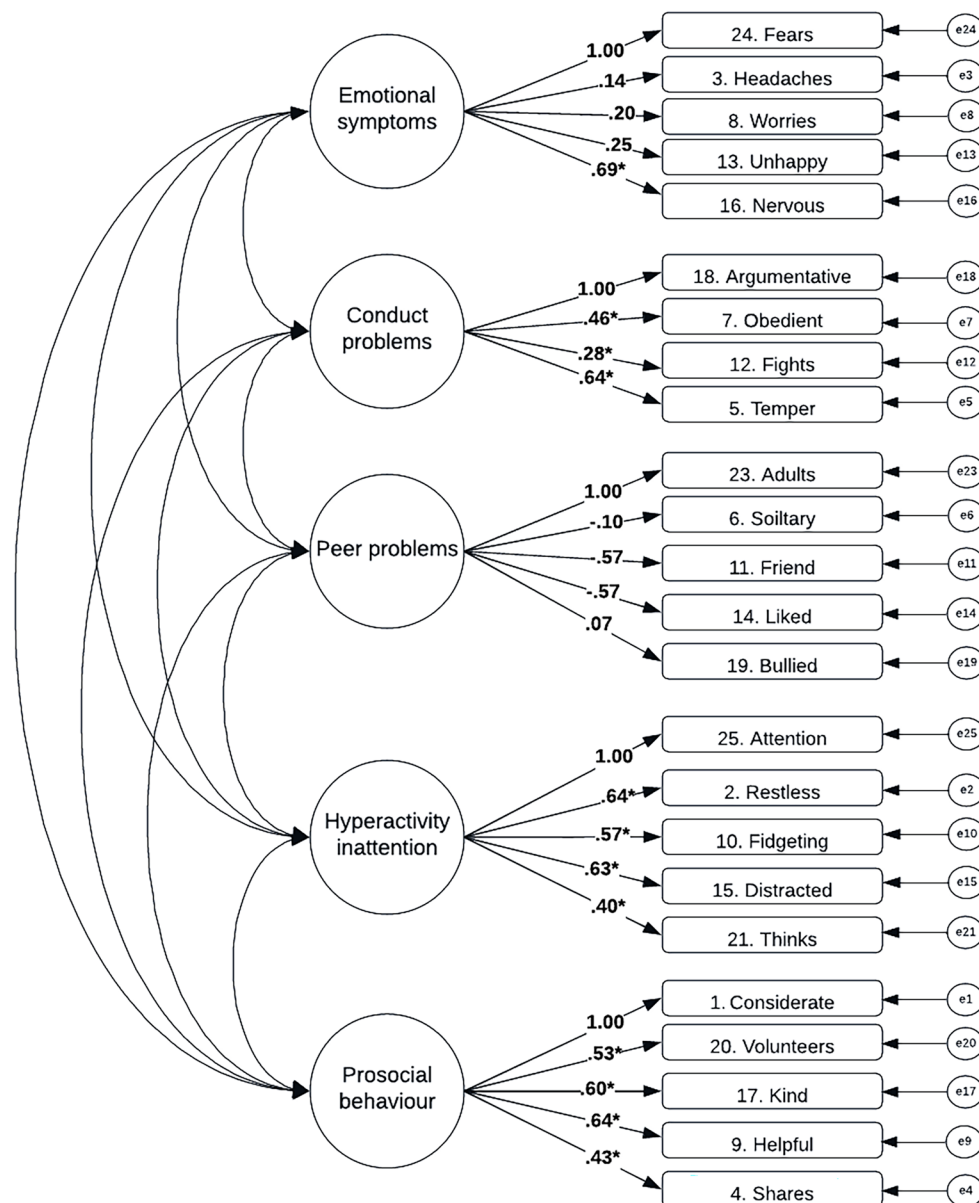 Emotional
symptoms
1.00
.14
.20
.25
.69*
24. Fears
3. Headaches
8. Worries
13. Unhappy
16. Nervous
e24
e3
e8
e13
e16
Conduct
problems
1.00
.46*
.28*
.64*
18. Argumentative
7. Obedient
12. Fights
5. Temper
e18
e7
e12
e5
Peer problems
1.00
-.10
-.57
-.57
.07
23. Adults
6. Soiltary
11. Friend
14. Liked
19. Bullied
e23
e6
e11
e14
e19
Hyperactivity
inattention
1.00
.64*
.57*
.63*
.40*
25. Attention
2. Restless
10. Fidgeting
15. Distracted
21. Thinks
e25
e2
e10
e15
e21
Prosocial
behaviour
1.00
.53*
.60*
.64*
.43*
1. Considerate
20. Volunteers
17. Kind
9. Helpful
4. Shares
e1
e20
e17
e9
e4